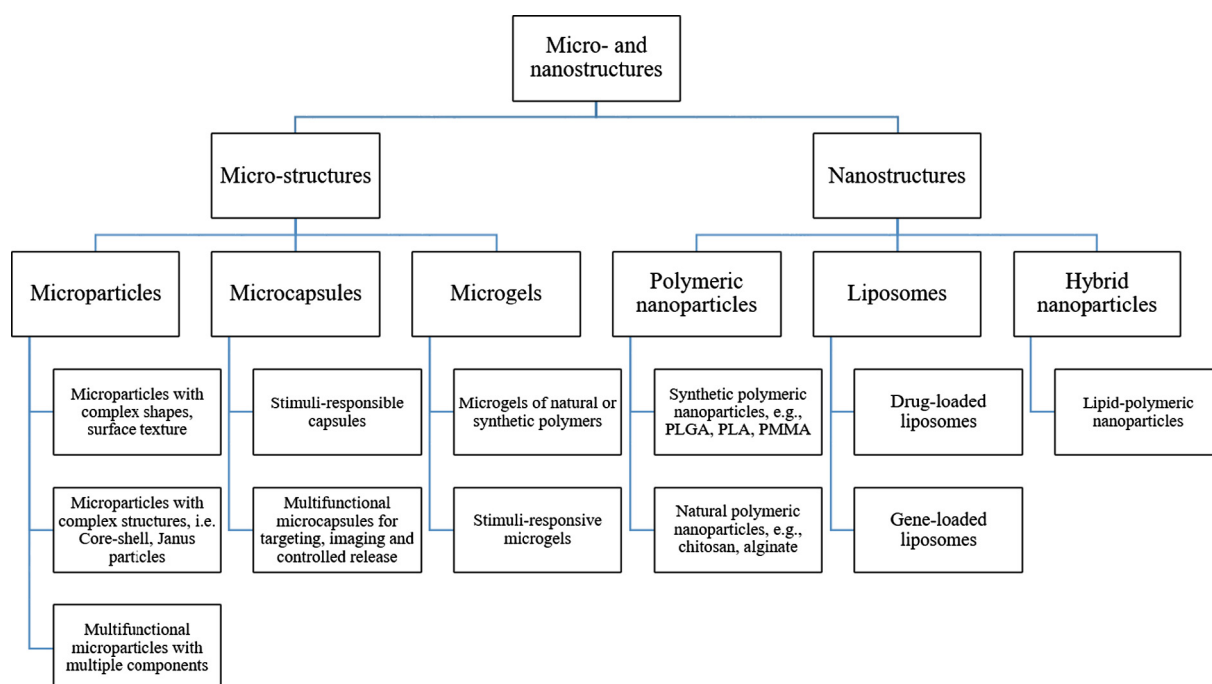 Micro- and
nanostructures
Micro-structures
Nanostructures
Microparticles
Microcapsules
Microgels
Polymeric
nanoparticles
Liposomes
Hybrid
nanoparticles
Microparticles with
complex shapes,
surface texture
Stimuli-responsible
capsules
Microgels of natural or
synthetic polymers
Synthetic polymeric
nanoparticles, e.g.,
PLGA, PLA, PMMA
Drug-loaded
liposomes
Lipid-polymeric
nanoparticles
Microparticles with
complex structures, i.e.
Core-shell, Janus
particles
Multifunctional
microcapsules for
targeting, imaging and
controlled release
Stimuli-responsive
microgels
Natural polymeric
nanoparticles, e.g.,
chitosan, alginate
Gene-loaded
liposomes
Multifunctional
microparticles with
multiple components